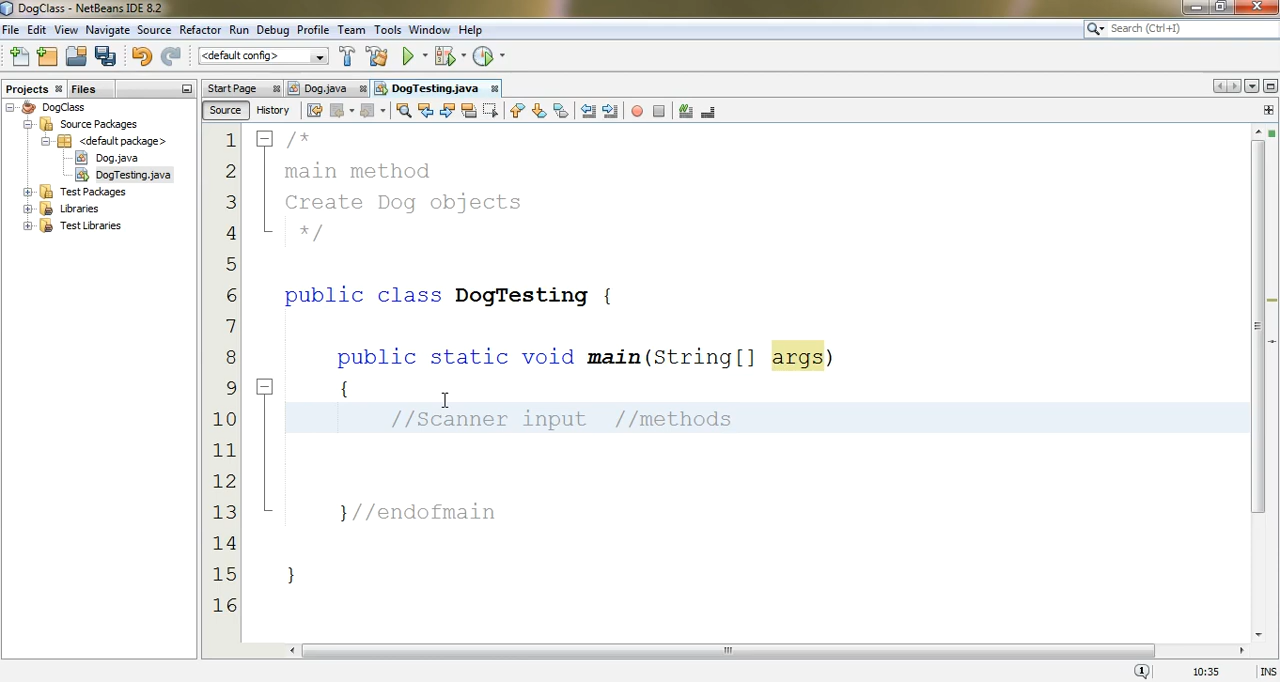 DogClass - NetBeans IDE 8.2
File Edit View Navigate Source Refactor Run Debug Profile Team Tools Window Help
Search (Ctrl+I)
<default config>
Projects Files
Start Page Dog.java DogTesting.java
Source History
DogClass
Source Packages
<default package>
Dog.java
DogTesting.java
Test Packages
Libraries
Test Libraries
1 /*
2 main method
3 Create Dog objects
4 */
5
6 public class DogTesting {
7
8 public static void main(String[] args)
9 {
10 //Scanner input //methods
11
12
13 }//endofmain
14
15 }
16
10:35 INS